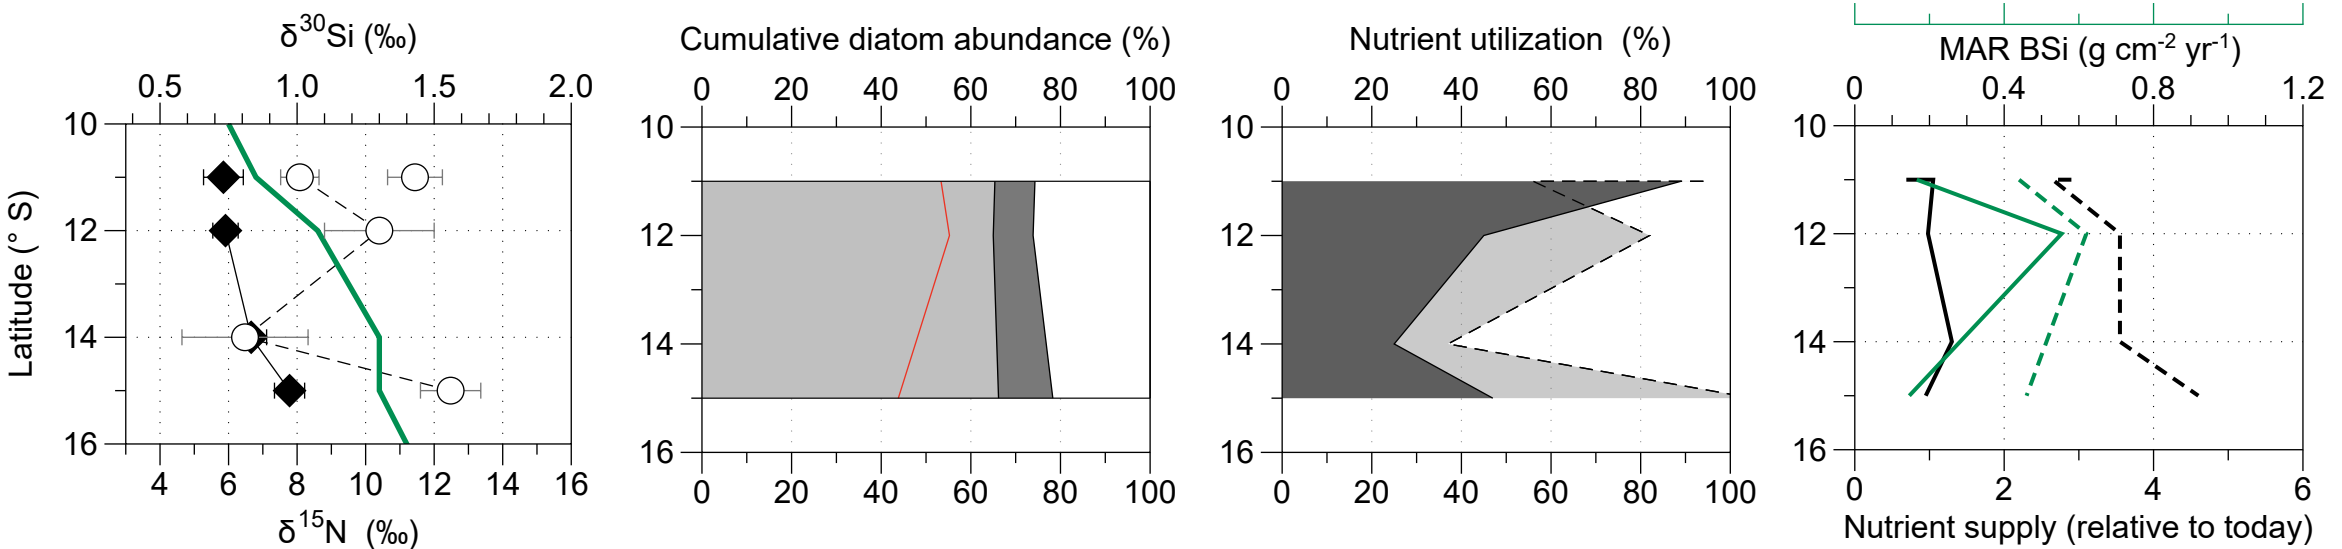 δ³⁰Si (‰)
0.5 1.0 1.5 2.0
10
12
14
16
Latitude (° S)
4 6 8 10 12 14 16
δ¹⁵N (‰)
Cumulative diatom abundance (%)
0 20 40 60 80 100
10
12
14
16
0 20 40 60 80 100
Nutrient utilization (%)
0 20 40 60 80 100
10
12
14
16
0 20 40 60 80 100
MAR BSi (g cm⁻² yr⁻¹)
0 0.4 0.8 1.2
10
12
14
16
0 2 4 6
Nutrient supply (relative to today)